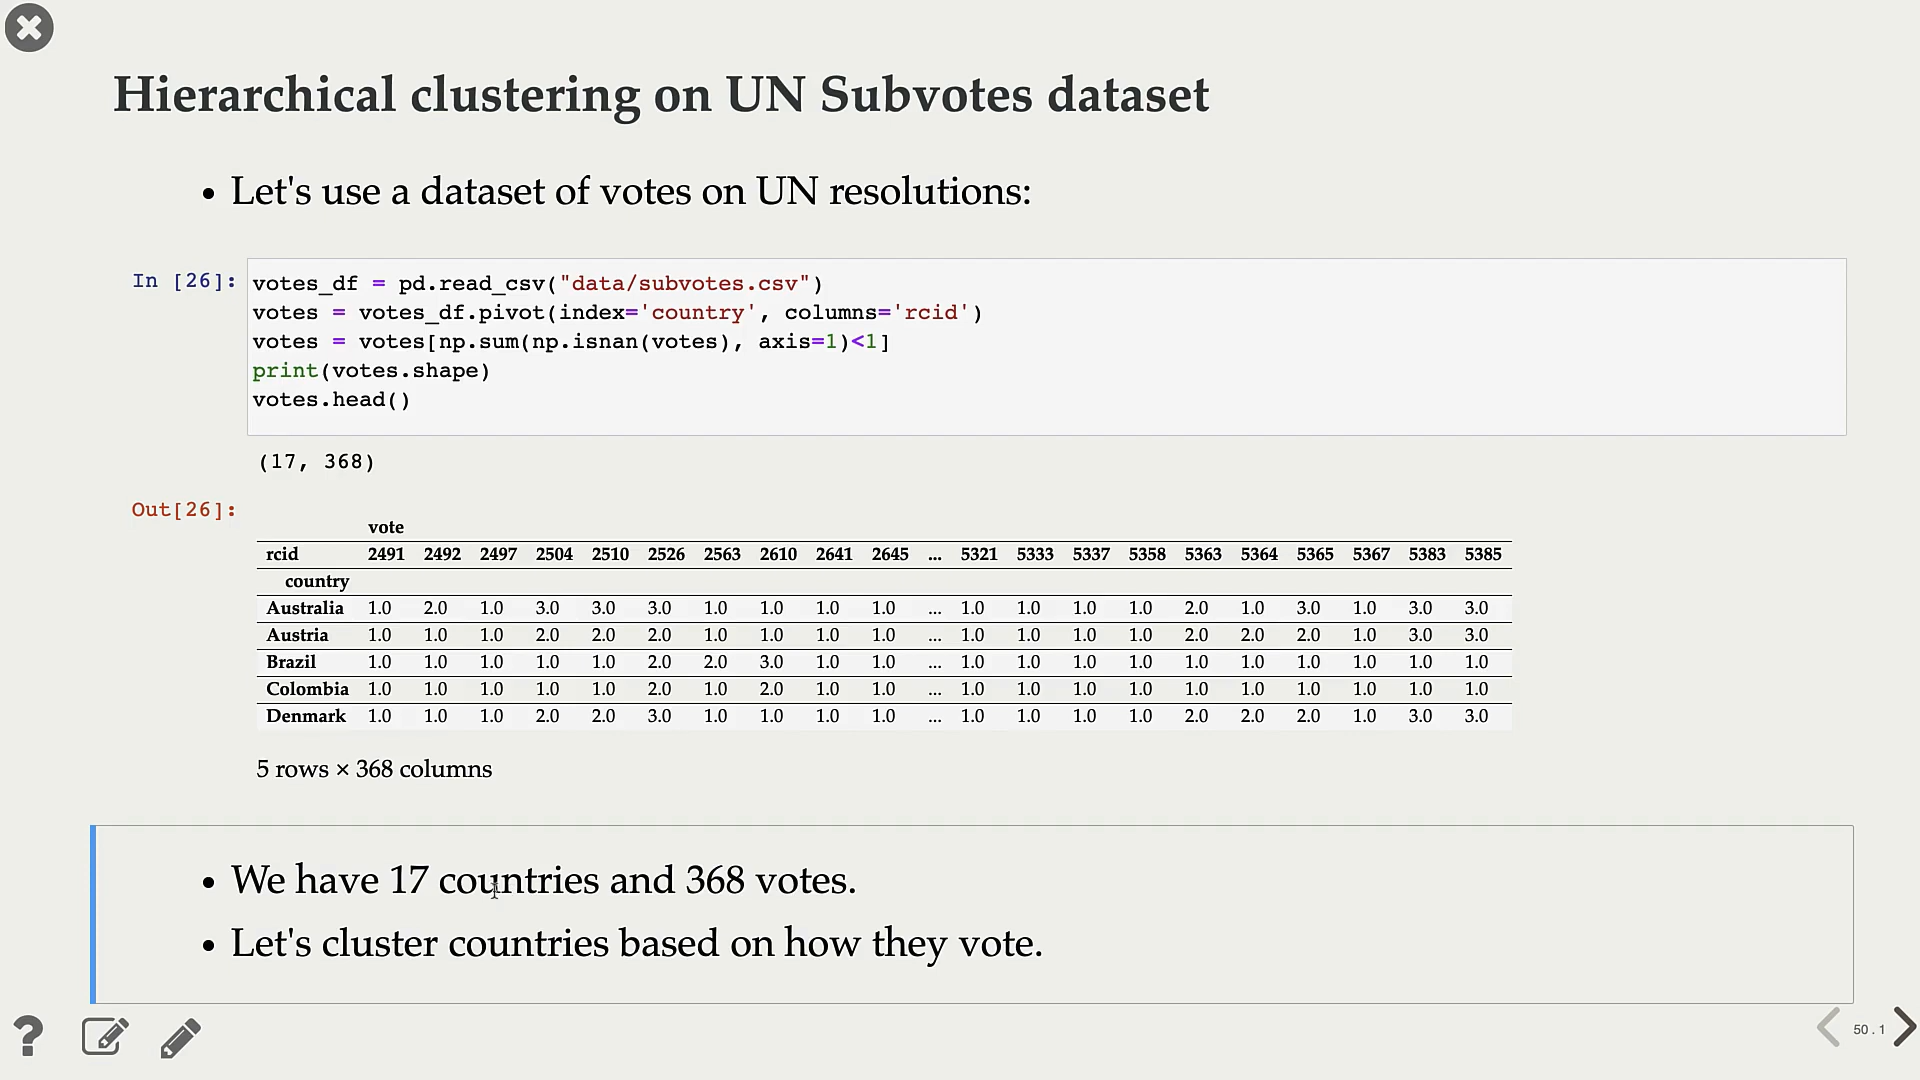 Hierarchical clustering on UN Subvotes dataset
• Let's use a dataset of votes on UN resolutions:
In [26]:
votes_df = pd.read_csv("data/subvotes.csv")
votes = votes_df.pivot(index='country', columns='rcid')
votes = votes[np.sum(np.isnan(votes), axis=1)<1]
print(votes.shape)
votes.head()
(17, 368)
Out[26]:
vote
rcid 2491 2492 2497 2504 2510 2526 2563 2610 2641 2645 ... 5321 5333 5337 5358 5363 5364 5365 5367 5383 5385
country
Australia 1.0 2.0 1.0 3.0 3.0 3.0 1.0 1.0 1.0 1.0 ... 1.0 1.0 1.0 1.0 2.0 1.0 3.0 1.0 3.0 3.0
Austria 1.0 1.0 1.0 2.0 2.0 2.0 1.0 1.0 1.0 1.0 ... 1.0 1.0 1.0 1.0 2.0 2.0 2.0 1.0 3.0 3.0
Brazil 1.0 1.0 1.0 1.0 1.0 2.0 2.0 3.0 1.0 1.0 ... 1.0 1.0 1.0 1.0 1.0 1.0 1.0 1.0 1.0 1.0
Colombia 1.0 1.0 1.0 1.0 1.0 2.0 1.0 2.0 1.0 1.0 ... 1.0 1.0 1.0 1.0 1.0 1.0 1.0 1.0 1.0 1.0
Denmark 1.0 1.0 1.0 2.0 2.0 3.0 1.0 1.0 1.0 1.0 ... 1.0 1.0 1.0 1.0 2.0 2.0 2.0 1.0 3.0 3.0
5 rows × 368 columns
• We have 17 countries and 368 votes.
• Let's cluster countries based on how they vote.
50 . 1